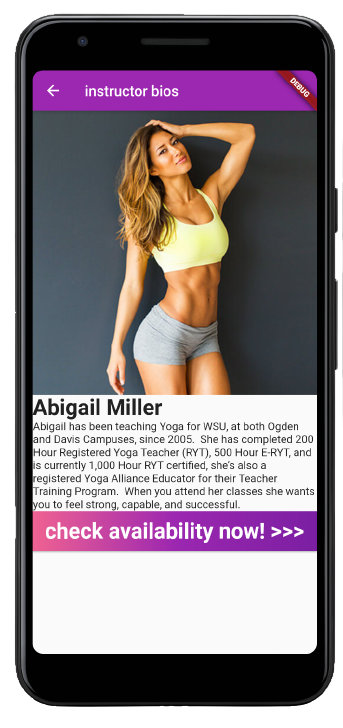 instructor bios
DEBUG
Abigail Miller
Abigail has been teaching Yoga for WSU, at both Ogden
and Davis Campuses, since 2005.  She has completed 200
Hour Registered Yoga Teacher (RYT), 500 Hour E-RYT, and
is currently 1,000 Hour RYT certified, she's also a
registered Yoga Alliance Educator for their Teacher
Training Program.  When you attend her classes she wants
you to feel strong, capable, and successful.
check availability now! >>>